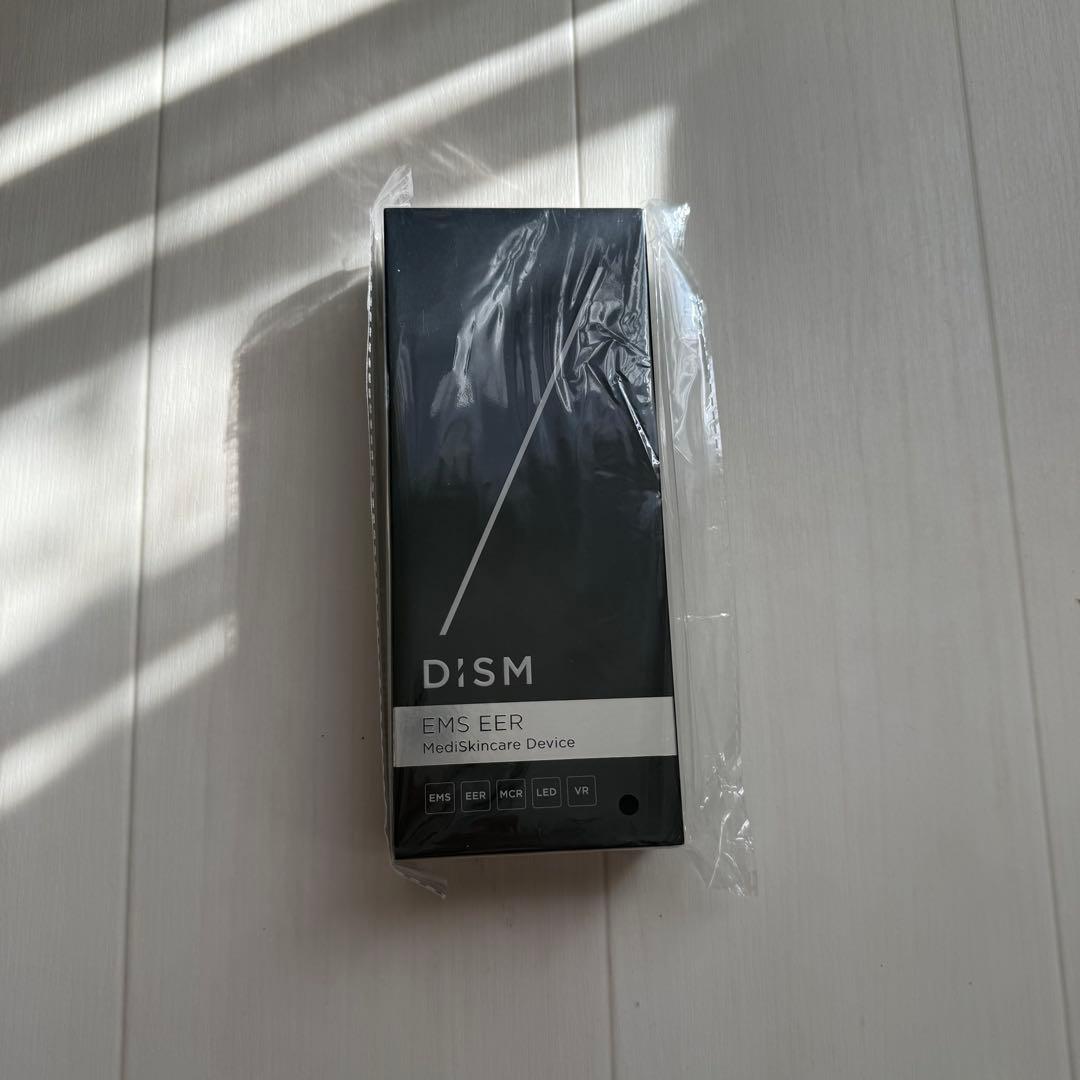 DISM
EMS EER
MediSkincare Device
EMS EER MCR LED VR